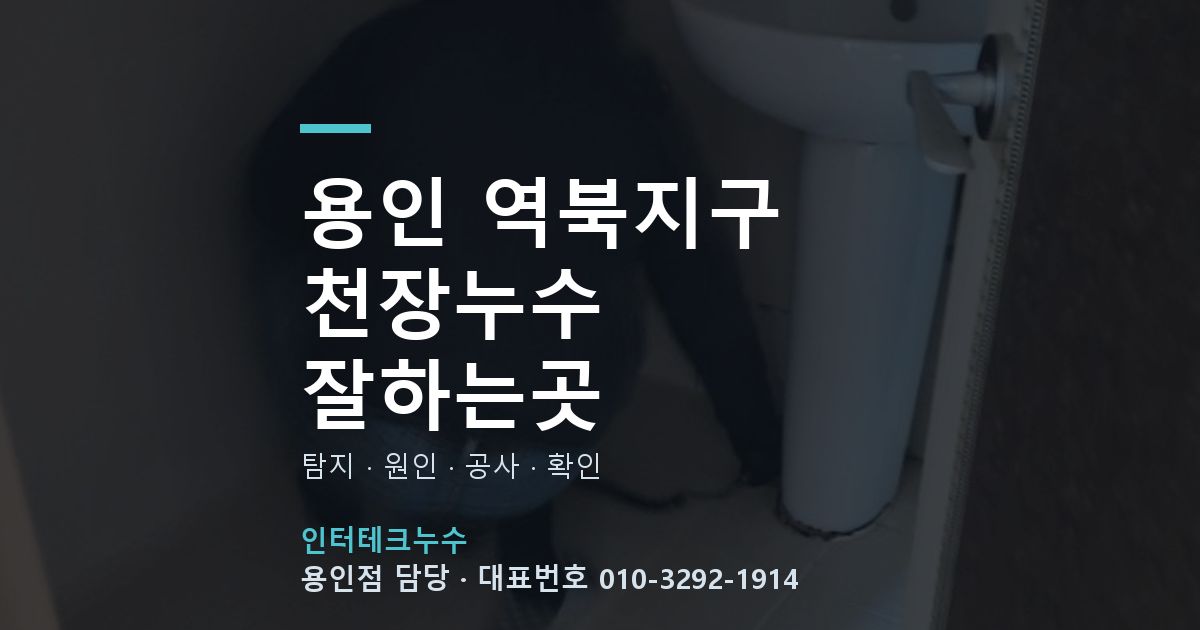 용인 역북지구
천장누수
잘하는곳
탐지 · 원인 · 공사 · 확인
인터테크누수
용인점 담당 · 대표번호 010-3292-1914